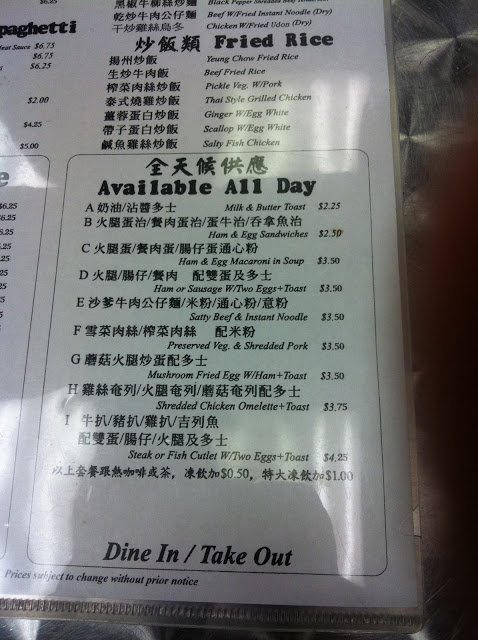 $6.25
黑椒牛柳絲炒麵 Black Pepper Shredded Beef
乾炒牛肉公仔麵 Beef W/Fried Instant Noodle (Dry)
干炒雞絲烏冬 Chicken W/Fried Udon (Dry)
paghetti
eat Sauce $6.75
$6.75
$6.25
$2.00
$4.25
$5.00
炒飯類 Fried Rice
揚州炒飯 Yeung Chow Fried Rice
生炒牛肉飯 Beef Fried Rice
榨菜肉絲炒飯 Pickle Veg. W/Pork
泰式燒雞炒飯 Thai Style Grilled Chicken
薑蓉蛋白炒飯 Ginger W/Egg White
帶子蛋白炒飯 Scallop W/Egg White
鹹魚雞絲炒飯 Salty Fish Chicken
全天候供應
Available All Day
A 奶油/沾醬多士 Milk & Butter Toast $2.25
B 火腿蛋治/餐肉蛋治/蛋牛治/吞拿魚治
Ham & Egg Sandwiches $2.50
C 火腿蛋/餐肉蛋/腸仔蛋通心粉
Ham & Egg Macaroni in Soup $3.50
D 火腿/腸仔/餐肉 配雙蛋及多士
Ham or Sausage W/Two Eggs+Toast $3.50
E 沙爹牛肉公仔麵/米粉/通心粉/意粉
Satty Beef & Instant Noodle $3.50
F 雪菜肉絲/榨菜肉絲 配米粉
Preserved Veg. & Shredded Pork $3.50
G 蘑菇火腿炒蛋配多士
Mushroom Fried Egg W/Ham+Toast $3.50
H 雞絲奄列/火腿奄列/蘑菇奄列配多士
Shredded Chicken Omelette+Toast $3.75
I 牛扒/豬扒/雞扒/吉列魚
配雙蛋/腸仔/火腿及多士
Steak or Fish Cutlet W/Two Eggs+Toast $4.25
以上套餐跟熱咖啡或茶，凍飲加$0.50，特大凍飲加$1.00
Dine In / Take Out
Prices subject to change without prior notice